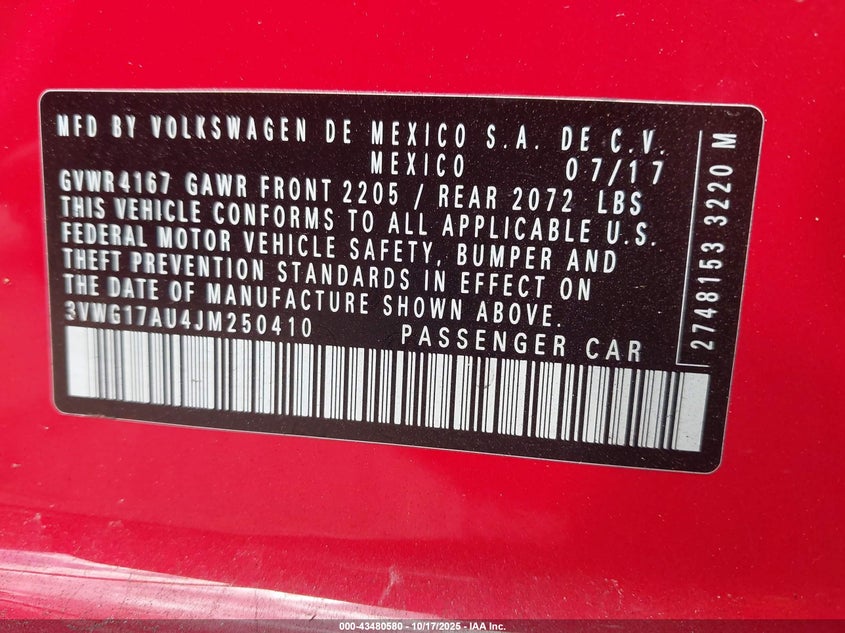 MFD BY VOLKSWAGEN DE MEXICO S.A. DE C.V.
MEXICO 07/17
GVWR4167 GAWR FRONT 2205 / REAR 2072 LBS
THIS VEHICLE CONFORMS TO ALL APPLICABLE U.S.
FEDERAL MOTOR VEHICLE SAFETY, BUMPER AND
THEFT PREVENTION STANDARDS IN EFFECT ON
THE DATE OF MANUFACTURE SHOWN ABOVE.
3VWG17AU4JM250410 PASSENGER CAR
2748153 3220 M
000-43480580 - 10/17/2025 - IAA Inc.